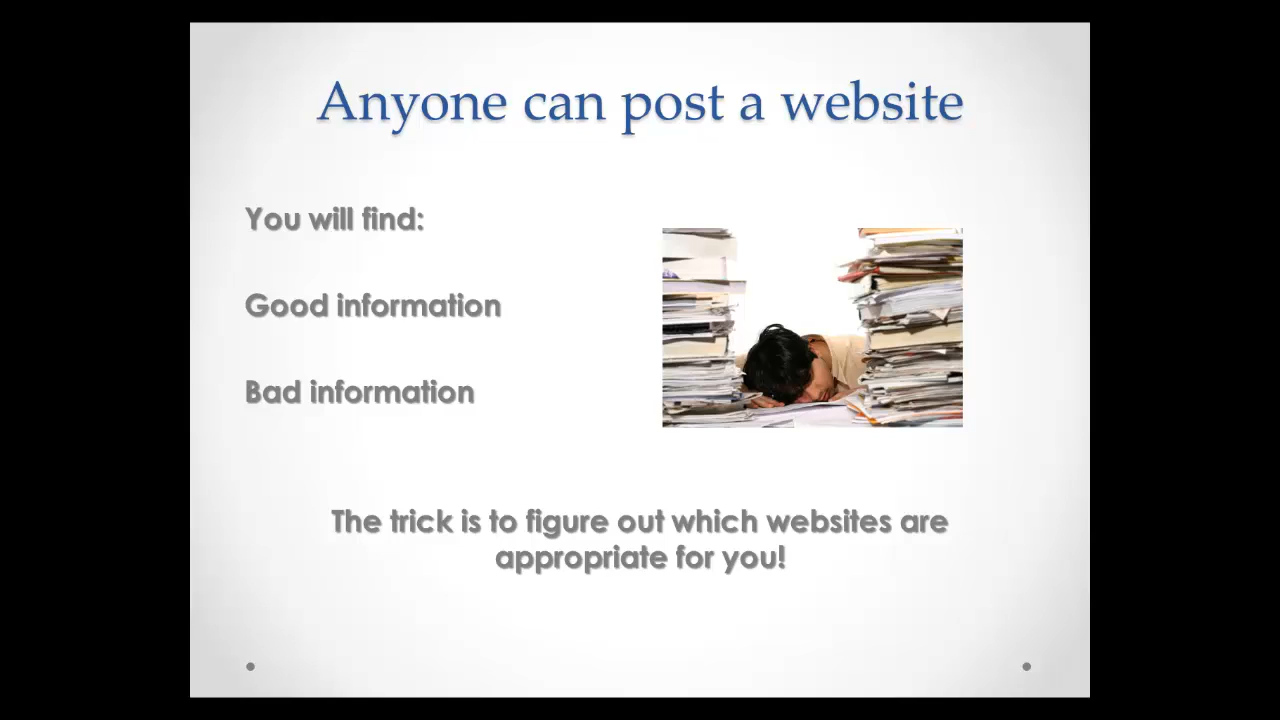 Anyone can post a website
You will find:
Good information
Bad information
The trick is to figure out which websites are
appropriate for you!